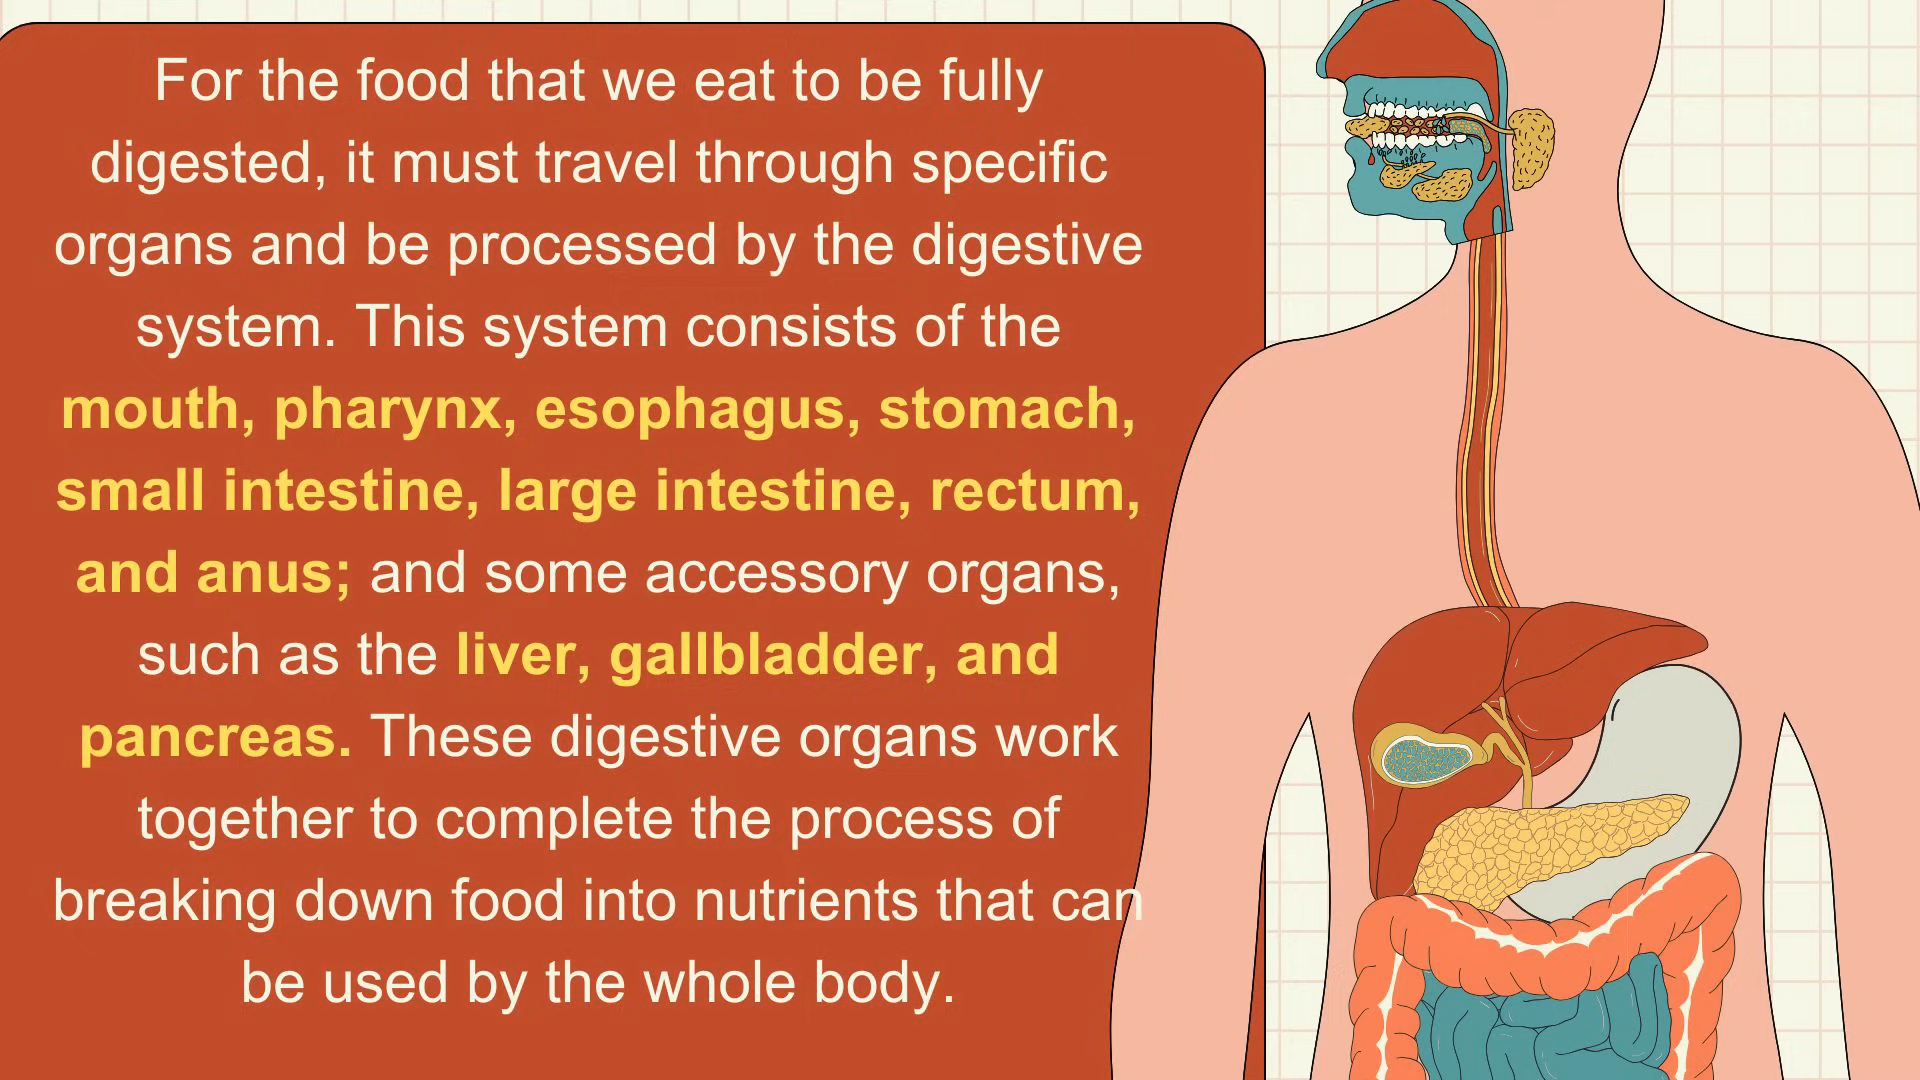 For the food that we eat to be fully
digested, it must travel through specific
organs and be processed by the digestive
system. This system consists of the
mouth, pharynx, esophagus, stomach,
small intestine, large intestine, rectum,
and anus; and some accessory organs,
such as the liver, gallbladder, and
pancreas. These digestive organs work
together to complete the process of
breaking down food into nutrients that can
be used by the whole body.